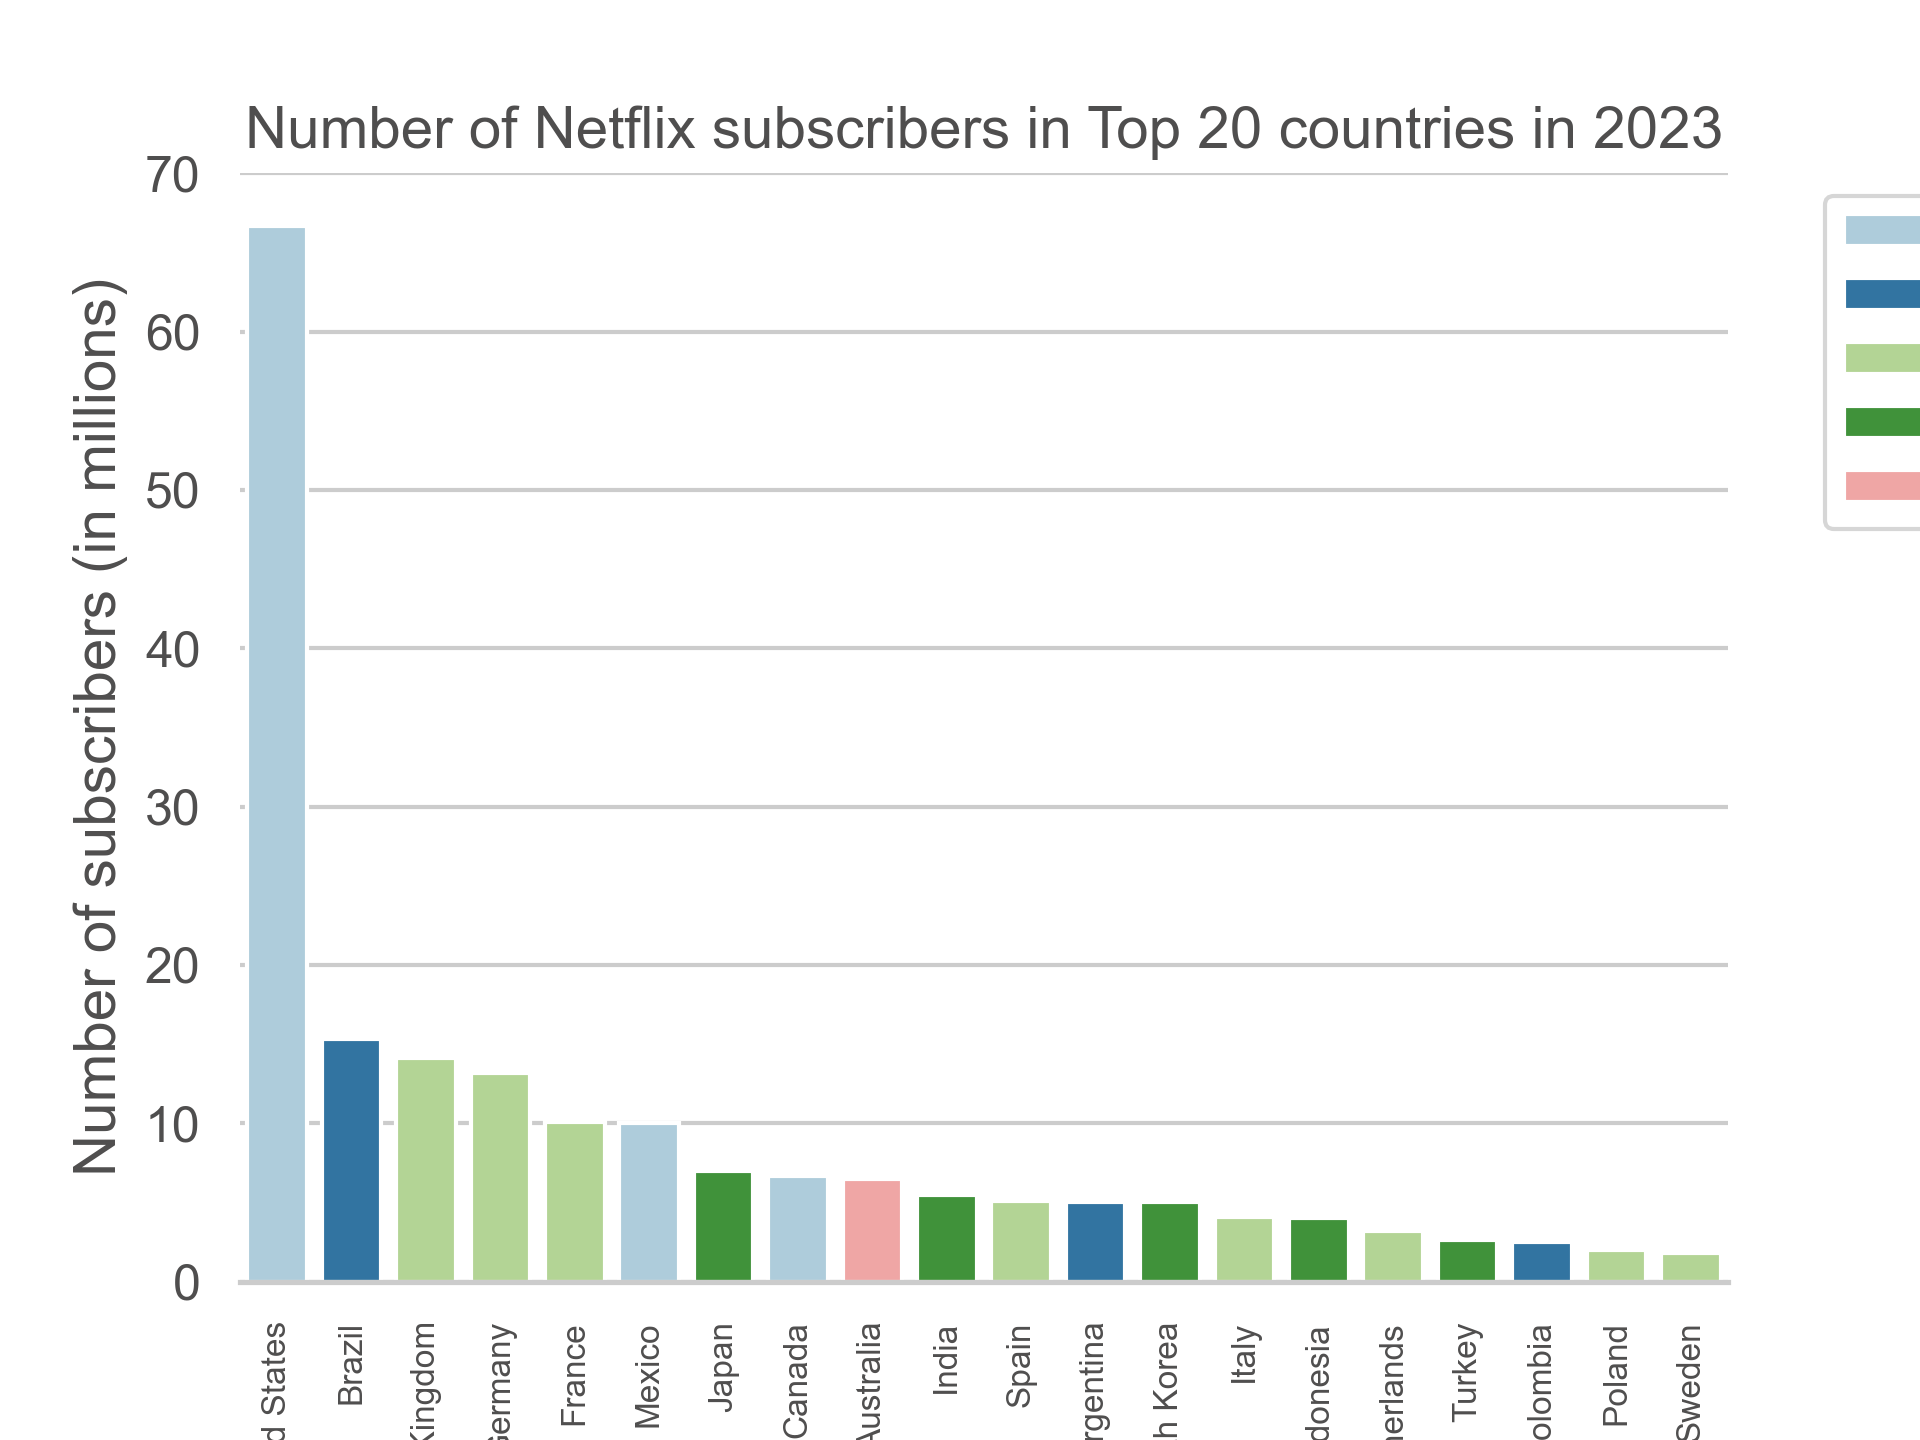 Number of Netflix subscribers in Top 20 countries in 2023
Number of subscribers (in millions)
70
60
50
40
30
20
10
0
d States
Brazil
Kingdom
Germany
France
Mexico
Japan
Canada
Australia
India
Spain
rgentina
h Korea
Italy
donesia
herlands
Turkey
olombia
Poland
Sweden